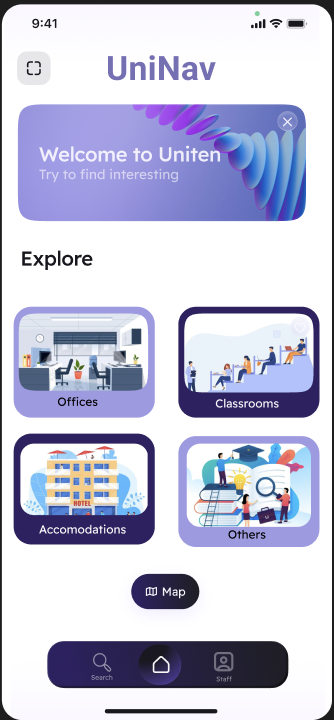 9:41
UniNav
Welcome to Uniten
Try to find interesting
Explore
Offices
Classrooms
HOTEL
Accomodations
Others
Map
Search
Staff